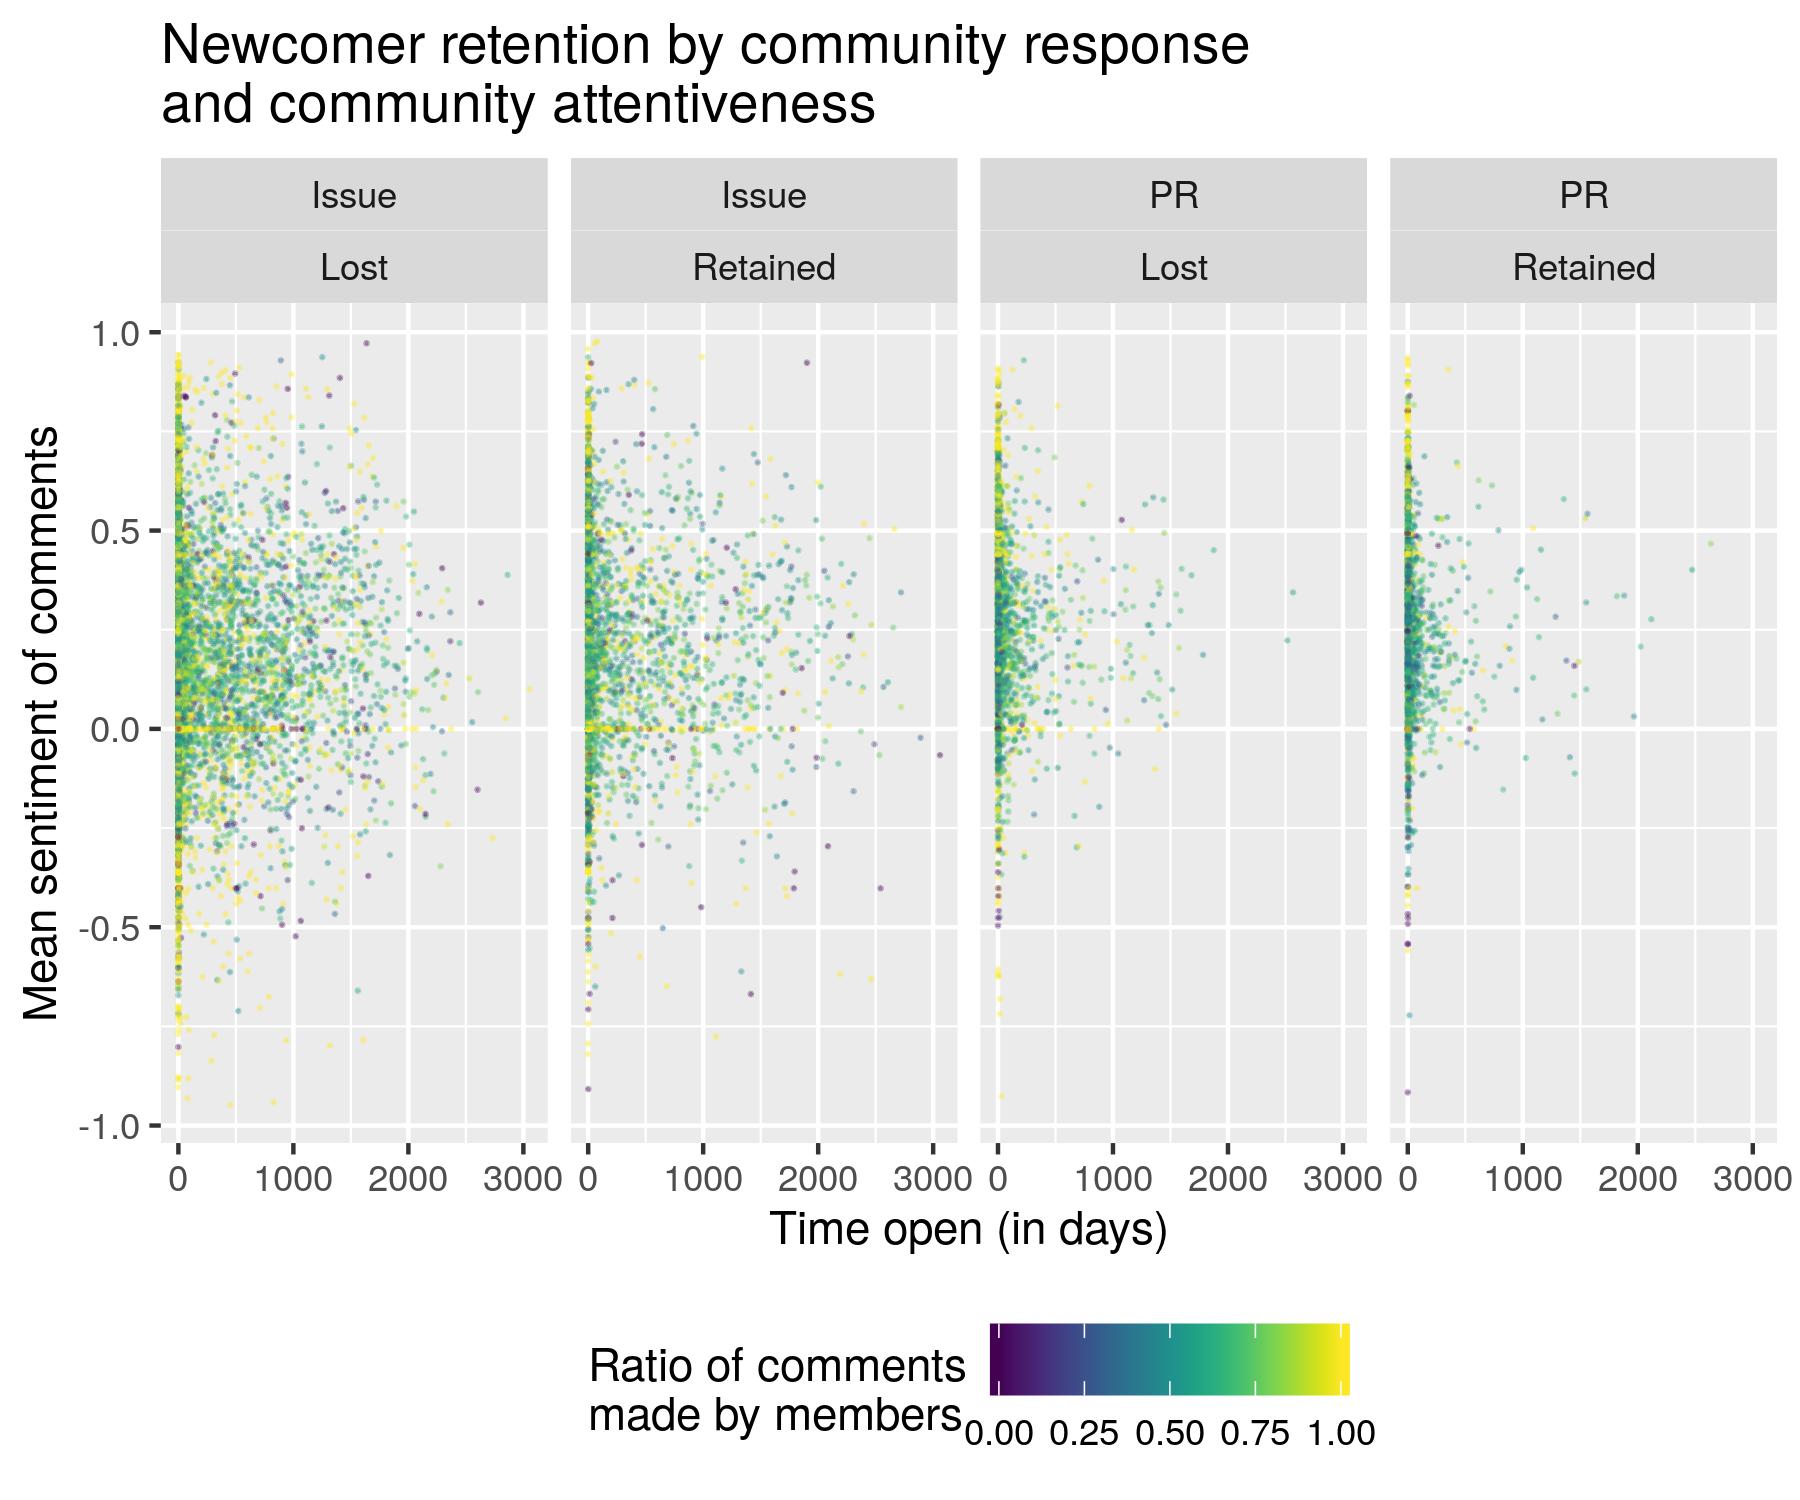 Newcomer retention by community response
and community attentiveness
Issue
Issue
PR
PR
Lost
Retained
Lost
Retained
Mean sentiment of comments
1.0
0.5
0.0
-0.5
-1.0
0 1000 2000 3000
0 1000 2000 3000
0 1000 2000 3000
0 1000 2000 3000
Time open (in days)
Ratio of comments
made by members
0.00 0.25 0.50 0.75 1.00